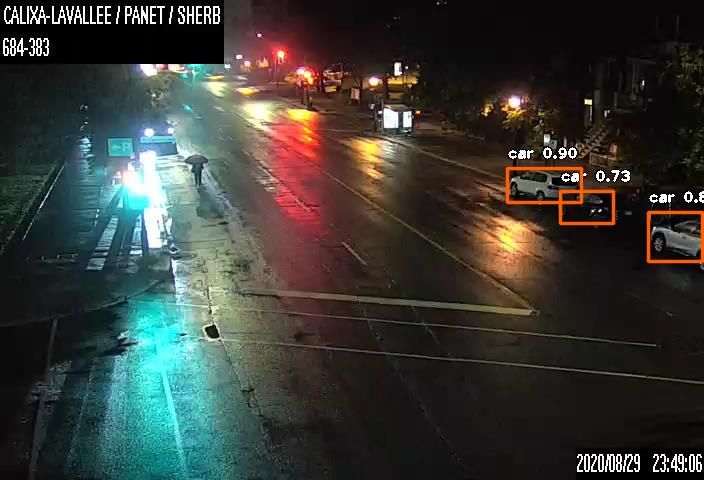 CALIXA-LAVALLEE / PANET / SHERB
684-383
car 0.90
car 0.73
car 0.8
2020/08/29 23:49:06